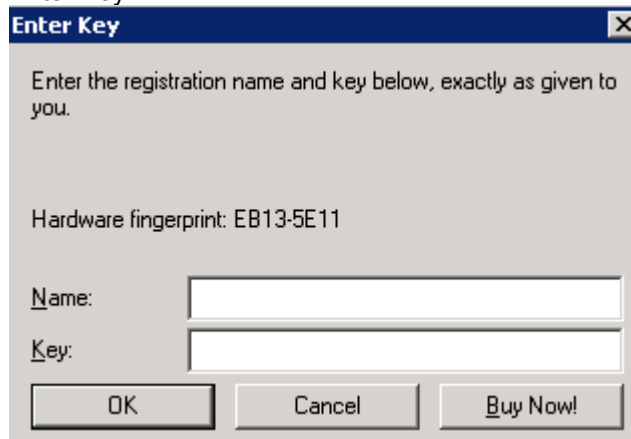 Enter Key
Enter the registration name and key below, exactly as given to
you.
Hardware fingerprint: EB13-5E11
Name:
Key:
OK Cancel Buy Now!